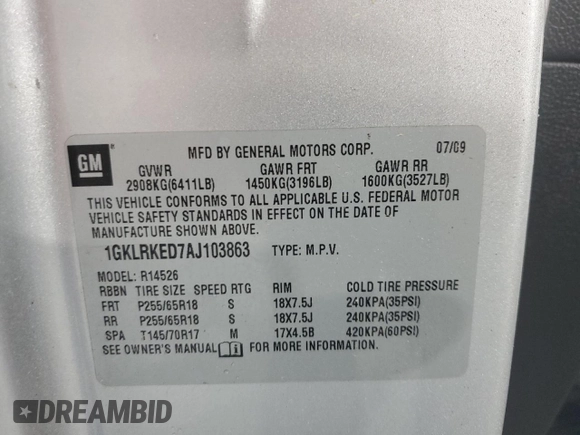 GM
MFD BY GENERAL MOTORS CORP. 07/09
GVWR GAWR FRT GAWR RR
2908KG(6411LB) 1450KG(3196LB) 1600KG(3527LB)
THIS VEHICLE CONFORMS TO ALL APPLICABLE U.S. FEDERAL MOTOR
VEHICLE SAFETY STANDARDS IN EFFECT ON THE DATE OF
MANUFACTURE SHOWN ABOVE.
1GKLRKED7AJ103863 TYPE: M.P.V.
MODEL: R14526
RBBN TIRE SIZE SPEED RTG RIM COLD TIRE PRESSURE
FRT P255/65R18 S 18X7.5J 240KPA(35PSI)
RR P255/65R18 S 18X7.5J 240KPA(35PSI)
SPA T145/70R17 M 17X4.5B 420KPA(60PSI)
SEE OWNER'S MANUAL FOR MORE INFORMATION.
DREAMBID